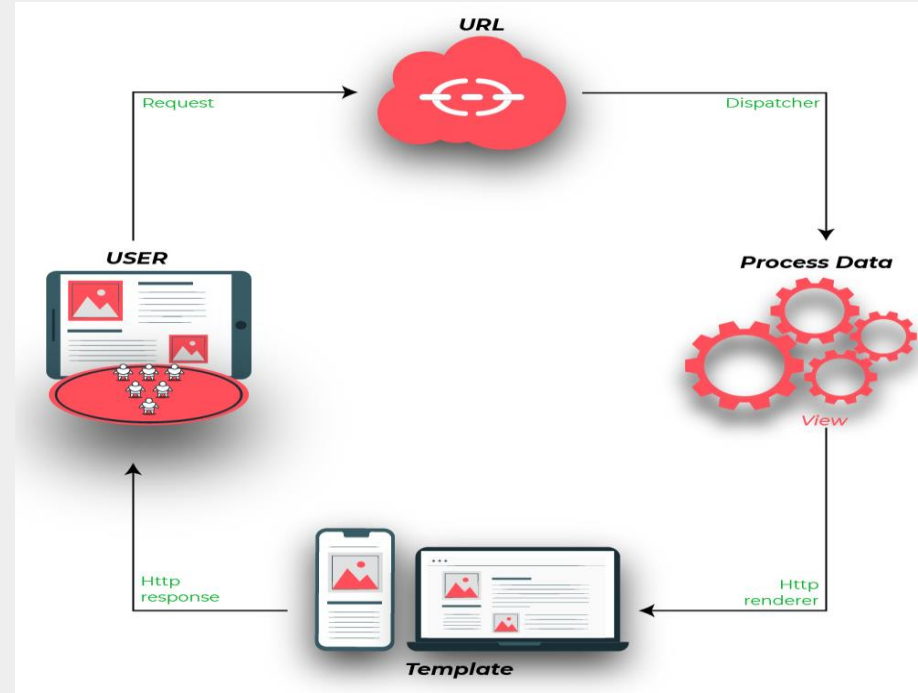 URL
Request
Dispatcher
USER
Process Data
View
Http
response
Http
renderer
Template